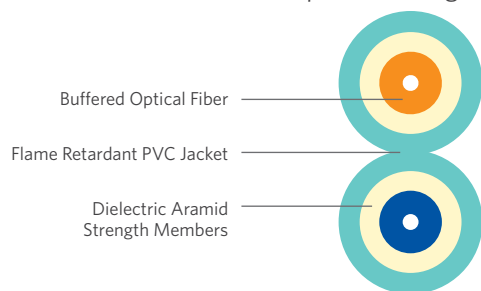 Buffered Optical Fiber
Flame Retardant PVC Jacket
Dielectric Aramid
Strength Members